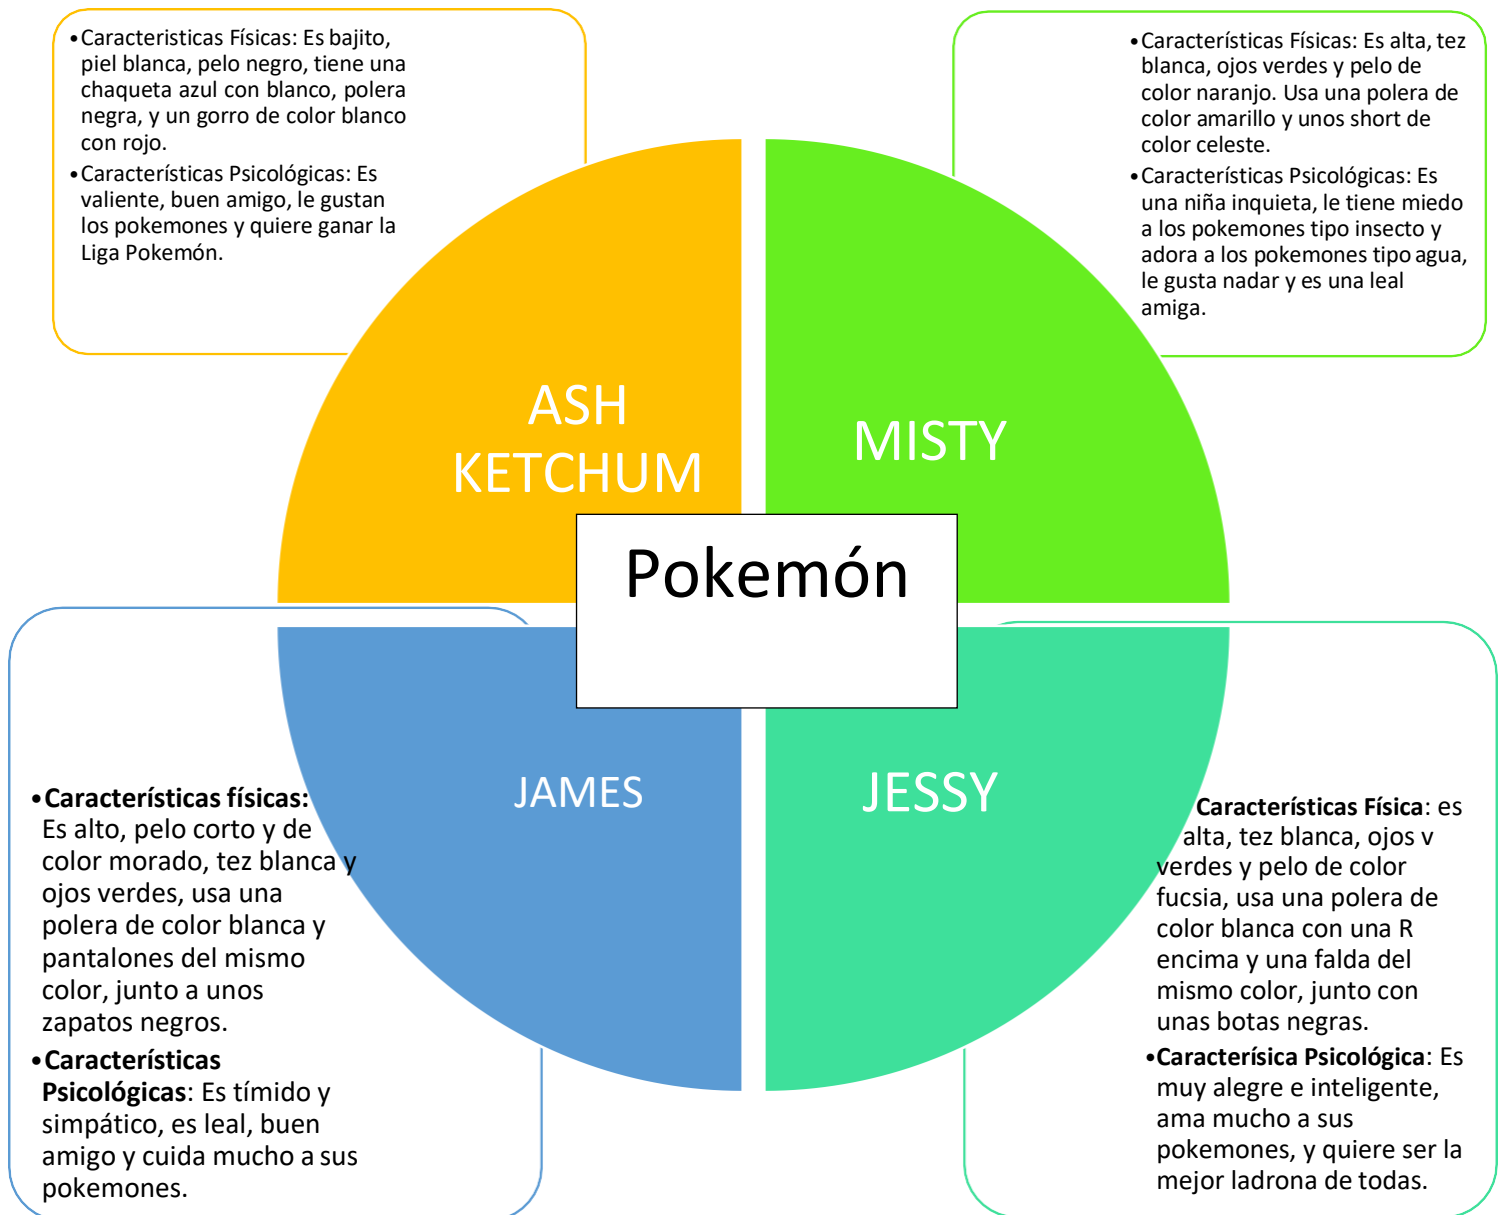 •Caracteristicas Físicas: Es bajito,
piel blanca, pelo negro, tiene una
chaqueta azul con blanco, polera
negra, y un gorro de color blanco
con rojo.
•Características Psicológicas: Es
valiente, buen amigo, le gustan
los pokemones y quiere ganar la
Liga Pokemón.
•Características Físicas: Es alta, tez
blanca, ojos verdes y pelo de
color naranjo. Usa una polera de
color amarillo y unos short de
color celeste.
•Características Psicológicas: Es
una niña inquieta, le tiene miedo
a los pokemones tipo insecto y
adora a los pokemones tipo agua,
le gusta nadar y es una leal
amiga.
ASH
KETCHUM
MISTY
Pokemón
JAMES
JESSY
•Características físicas:
Es alto, pelo corto y de
color morado, tez blanca y
ojos verdes, usa una
polera de color blanca y
pantalones del mismo
color, junto a unos
zapatos negros.
•Características
Psicológicas: Es tímido y
simpático, es leal, buen
amigo y cuida mucho a sus
pokemones.
Características Física: es
alta, tez blanca, ojos v
verdes y pelo de color
fucsia, usa una polera de
color blanca con una R
encima y una falda del
mismo color, junto con
unas botas negras.
•Caracterísica Psicológica: Es
muy alegre e inteligente,
ama mucho a sus
pokemones, y quiere ser la
mejor ladrona de todas.